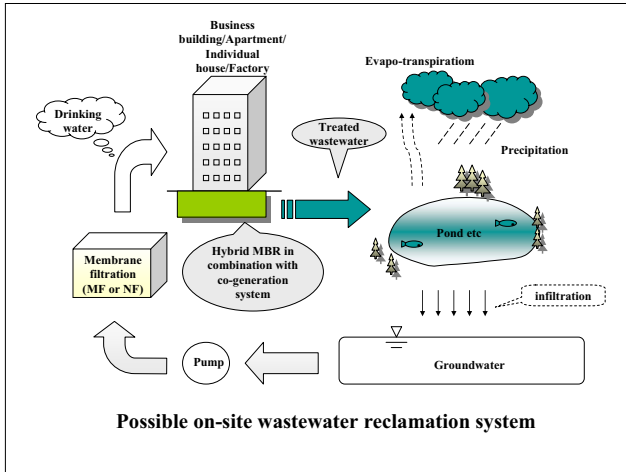 Business
building/Apartment/
Individual
house/Factory
Evapo-transpiratiom
Drinking
water
Treated
wastewater
Precipitation
Pond etc
Hybrid MBR in
combination with
co-generation
system
Membrane
filtration
(MF or NF)
infiltration
Pump
Groundwater
Possible on-site wastewater reclamation system